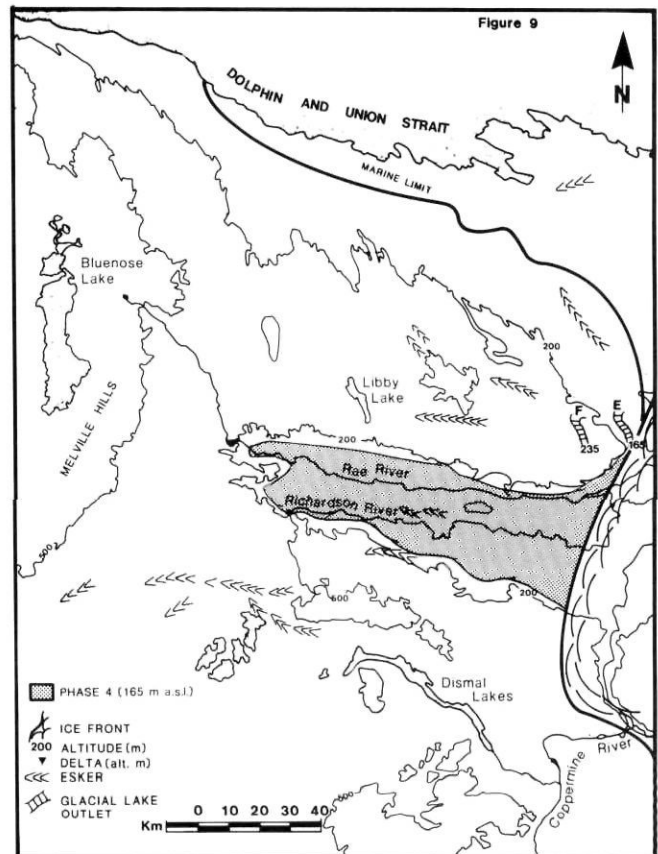 Figure 9
N
DOLPHIN AND UNION STRAIT
MARINE LIMIT
Bluenose
Lake
200
MELVILLE HILLS
Libby
Lake
F
E
235
165
200
Rae River
Richardson River
500
500
200
Dismal
Lakes
Coppermine River
500
PHASE 4 (165 m a.s.l.)
ICE FRONT
200 ALTITUDE (m)
DELTA (alt. m)
ESKER
GLACIAL LAKE
OUTLET
Km
0 10 20 30 40